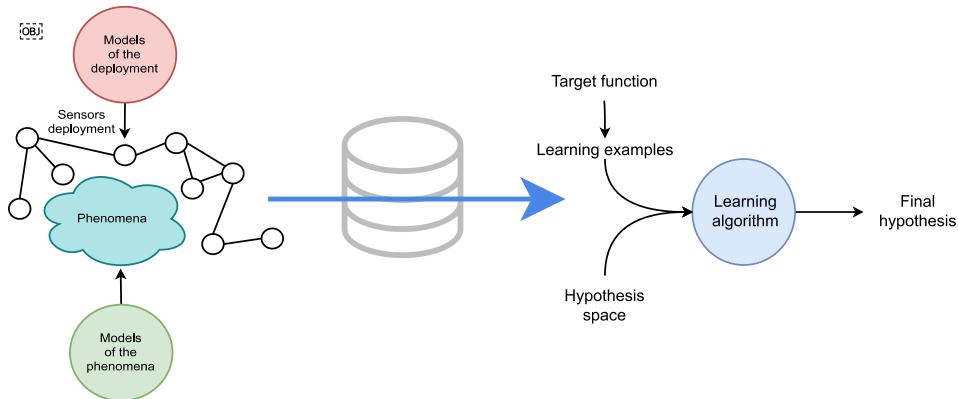 OBJ
Models
of the
deployment
Sensors
deployment
Phenomena
Models
of the
phenomena
Target function
Learning examples
Hypothesis
space
Learning
algorithm
Final
hypothesis